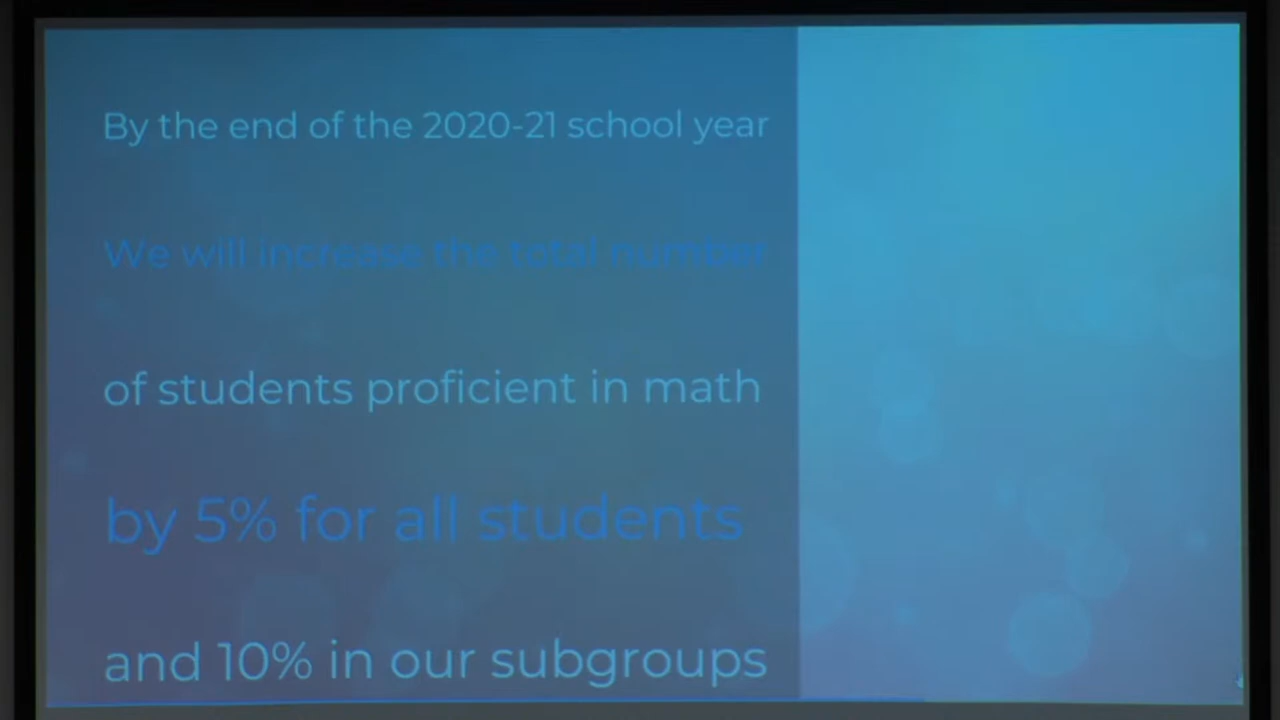 By the end of the 2020-21 school year
We will increase the total number
of students proficient in math
by 5% for all students
and 10% in our subgroups